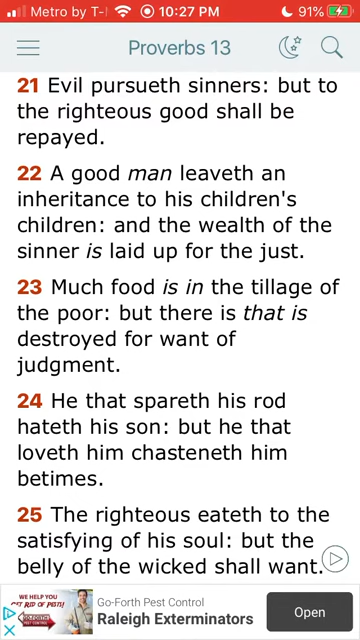 Metro by T-M 10:27 PM 91%
Proverbs 13
21 Evil pursueth sinners: but to
the righteous good shall be
repayed.
22 A good man leaveth an
inheritance to his children's
children: and the wealth of the
sinner is laid up for the just.
23 Much food is in the tillage of
the poor: but there is that is
destroyed for want of
judgment.
24 He that spareth his rod
hateth his son: but he that
loveth him chasteneth him
betimes.
25 The righteous eateth to the
satisfying of his soul: but the
belly of the wicked shall want.
WE HELP YOU
GET RID OF PESTS!
GO-FORTH
PEST CONTROL
Go-Forth Pest Control
Raleigh Exterminators
Open